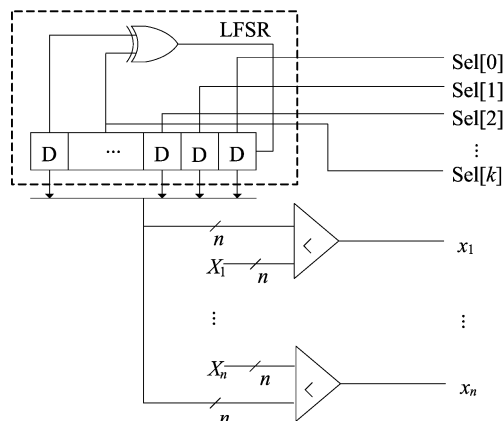 LFSR
Sel[0]
Sel[1]
Sel[2]
⋮
Sel[k]
D ··· D D D
n
X1 n
x1
⋮ ⋮
Xn n
n
xn